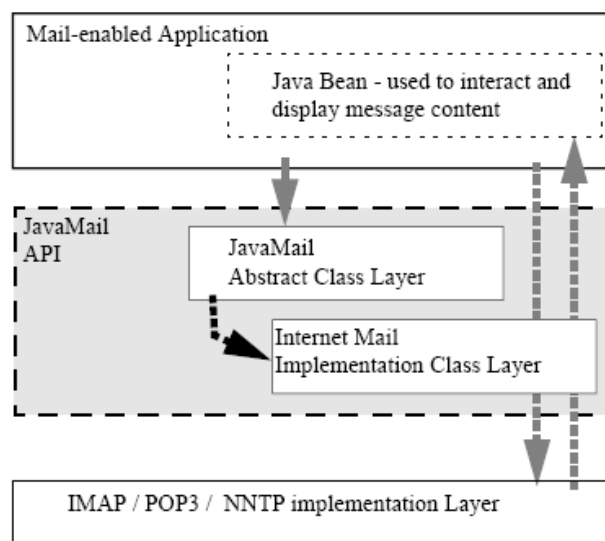 Mail-enabled Application
Java Bean - used to interact and
display message content
JavaMail
API
JavaMail
Abstract Class Layer
Internet Mail
Implementation Class Layer
IMAP / POP3 / NNTP implementation Layer